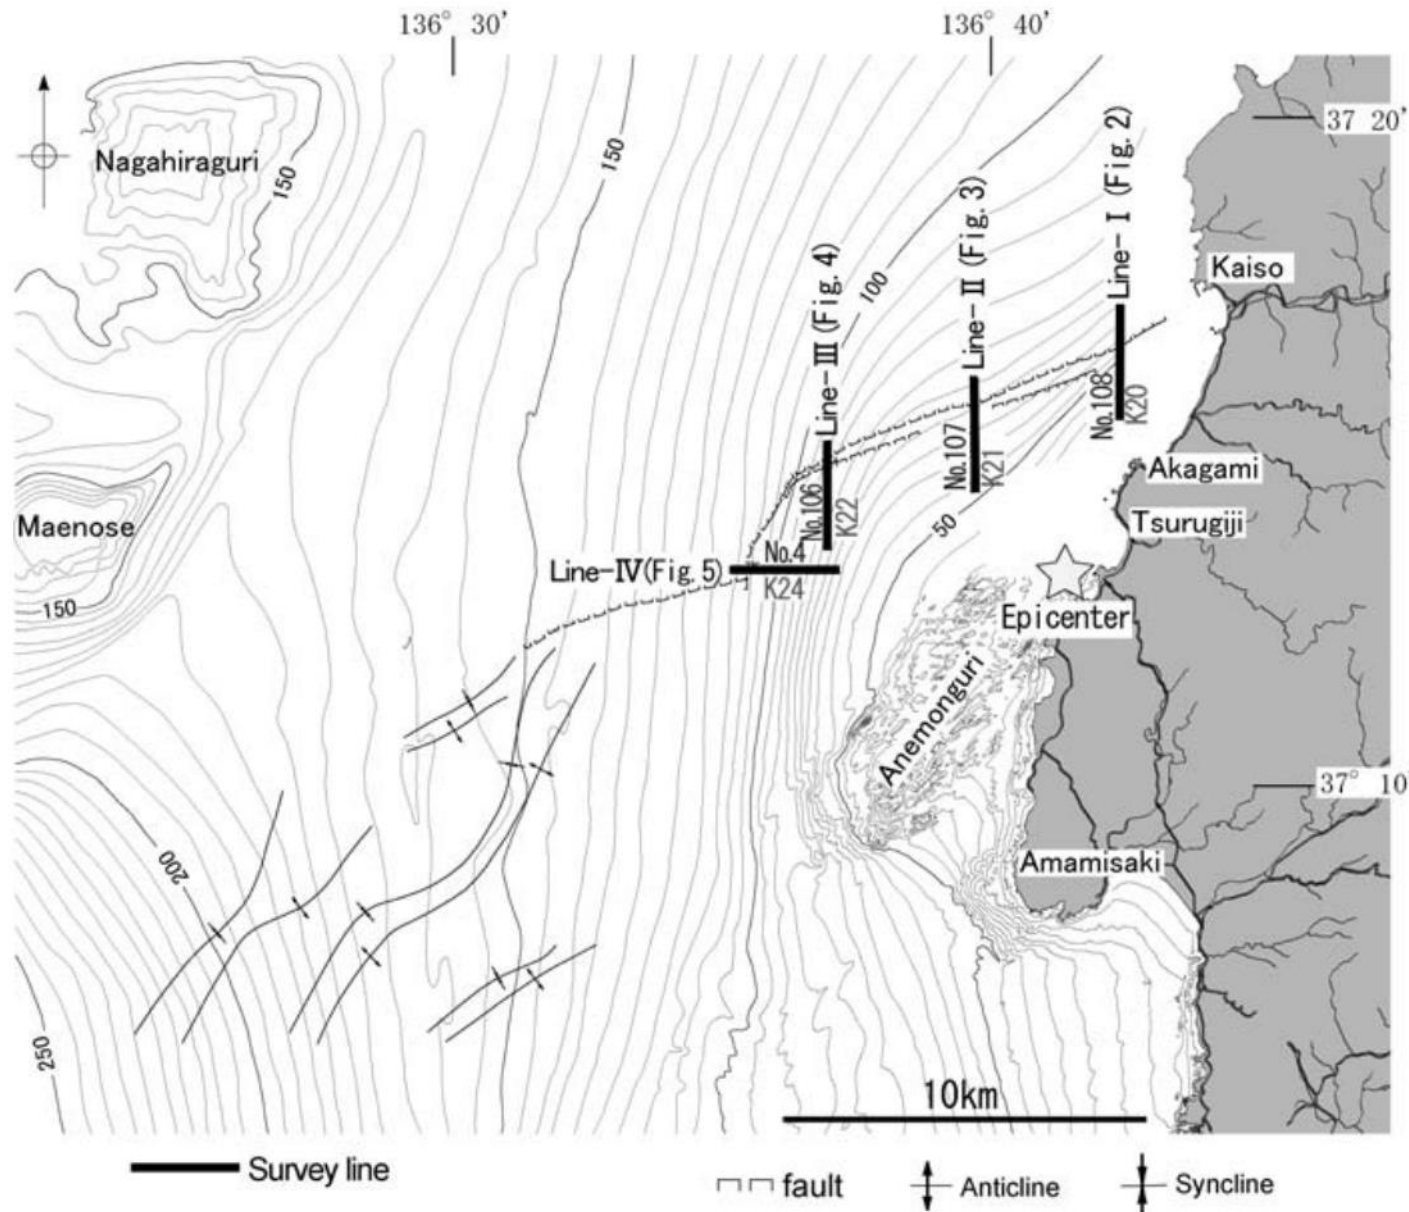 136° 30′
136° 40′
37 20′
Nagahiraguri
150
150
Line-Ⅰ (Fig. 2)
Line-Ⅱ (Fig. 3)
Line-Ⅲ (Fig. 4)
100
Kaiso
No.108
K20
No.107
K21
Akagami
Maenose
No.106
K22
50
Tsurugiji
No.4
Line-Ⅳ(Fig. 5)
K24
150
Epicenter
Anemonguri
37° 10′
200
Amamisaki
250
10km
Survey line
fault
Anticline
Syncline